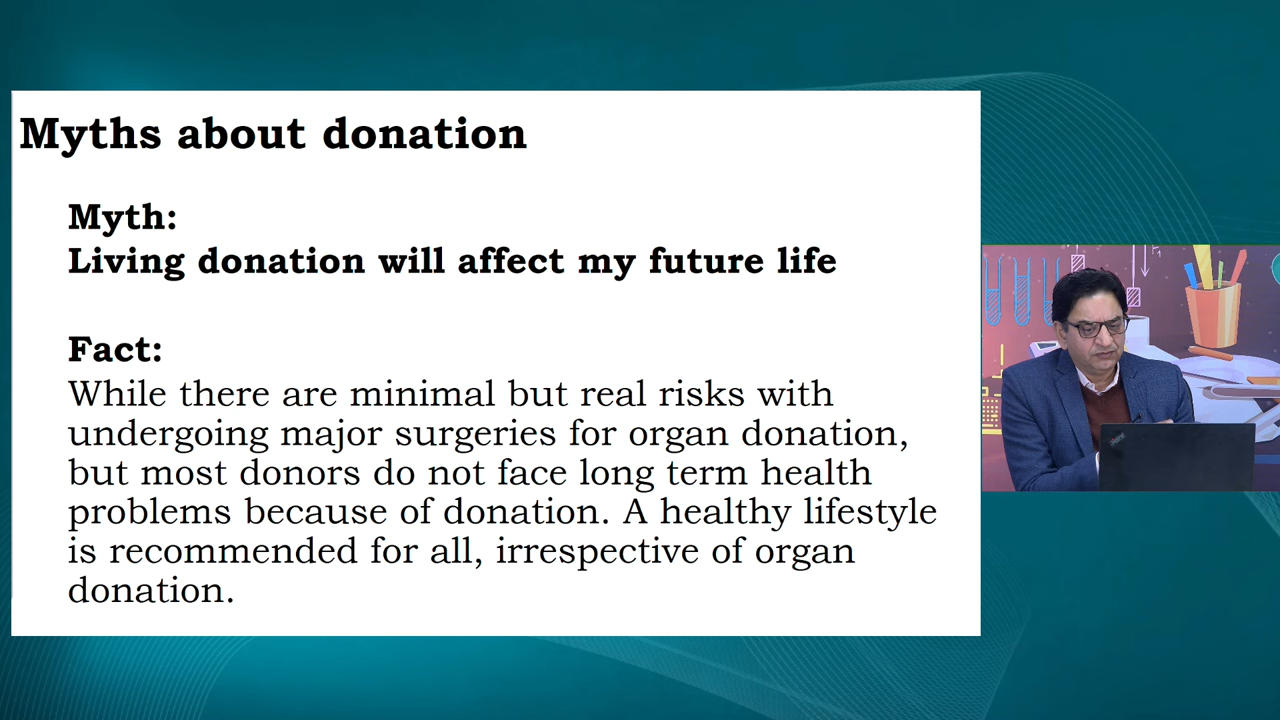 Myths about donation
Myth:
Living donation will affect my future life
Fact:
While there are minimal but real risks with
undergoing major surgeries for organ donation,
but most donors do not face long term health
problems because of donation. A healthy lifestyle
is recommended for all, irrespective of organ
donation.